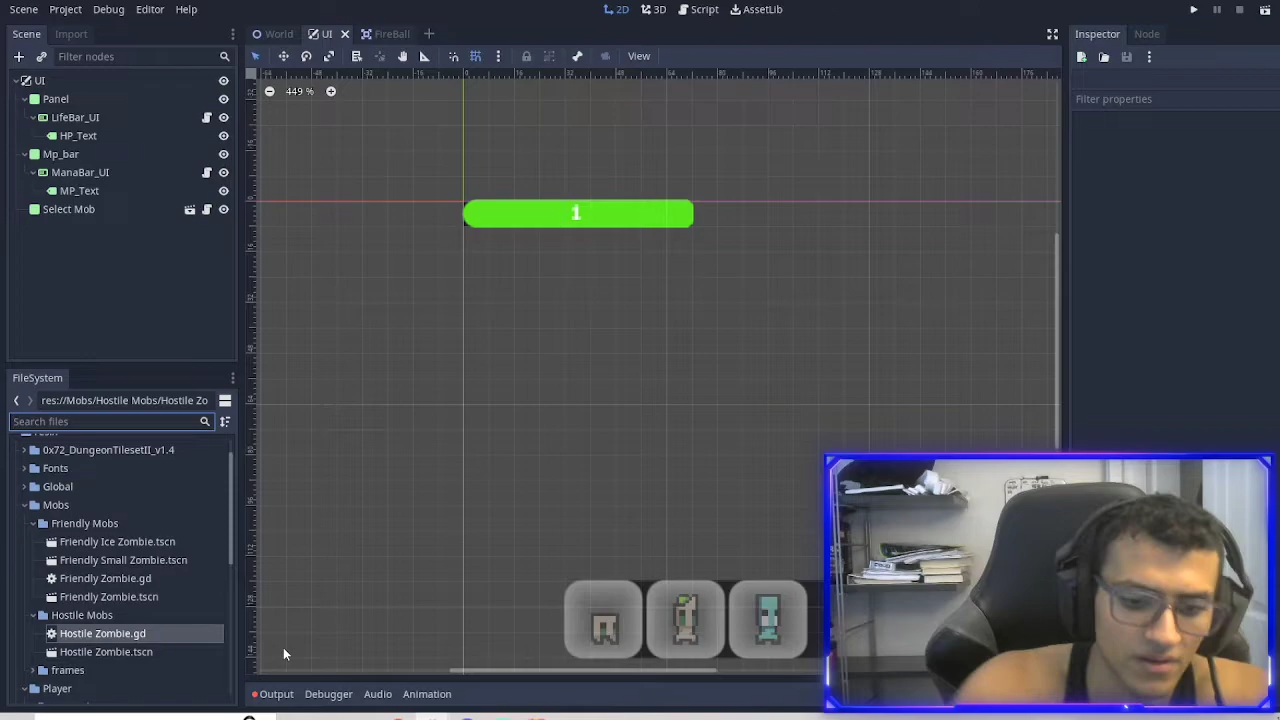 Scene Project Debug Editor Help
2D 3D Script AssetLib
Scene Import
World UI FireBall
Inspector Node
Filter nodes
View
449 %
Filter properties
UI
Panel
LifeBar_UI
HP_Text
Mp_bar
ManaBar_UI
MP_Text
Select Mob
1
FileSystem
res://Mobs/Hostile Mobs/Hostile Zo
Search files
0x72_DungeonTilesetII_v1.4
Fonts
Global
Mobs
Friendly Mobs
Friendly Ice Zombie.tscn
Friendly Small Zombie.tscn
Friendly Zombie.gd
Friendly Zombie.tscn
Hostile Mobs
Hostile Zombie.gd
Hostile Zombie.tscn
frames
Player
Output Debugger Audio Animation